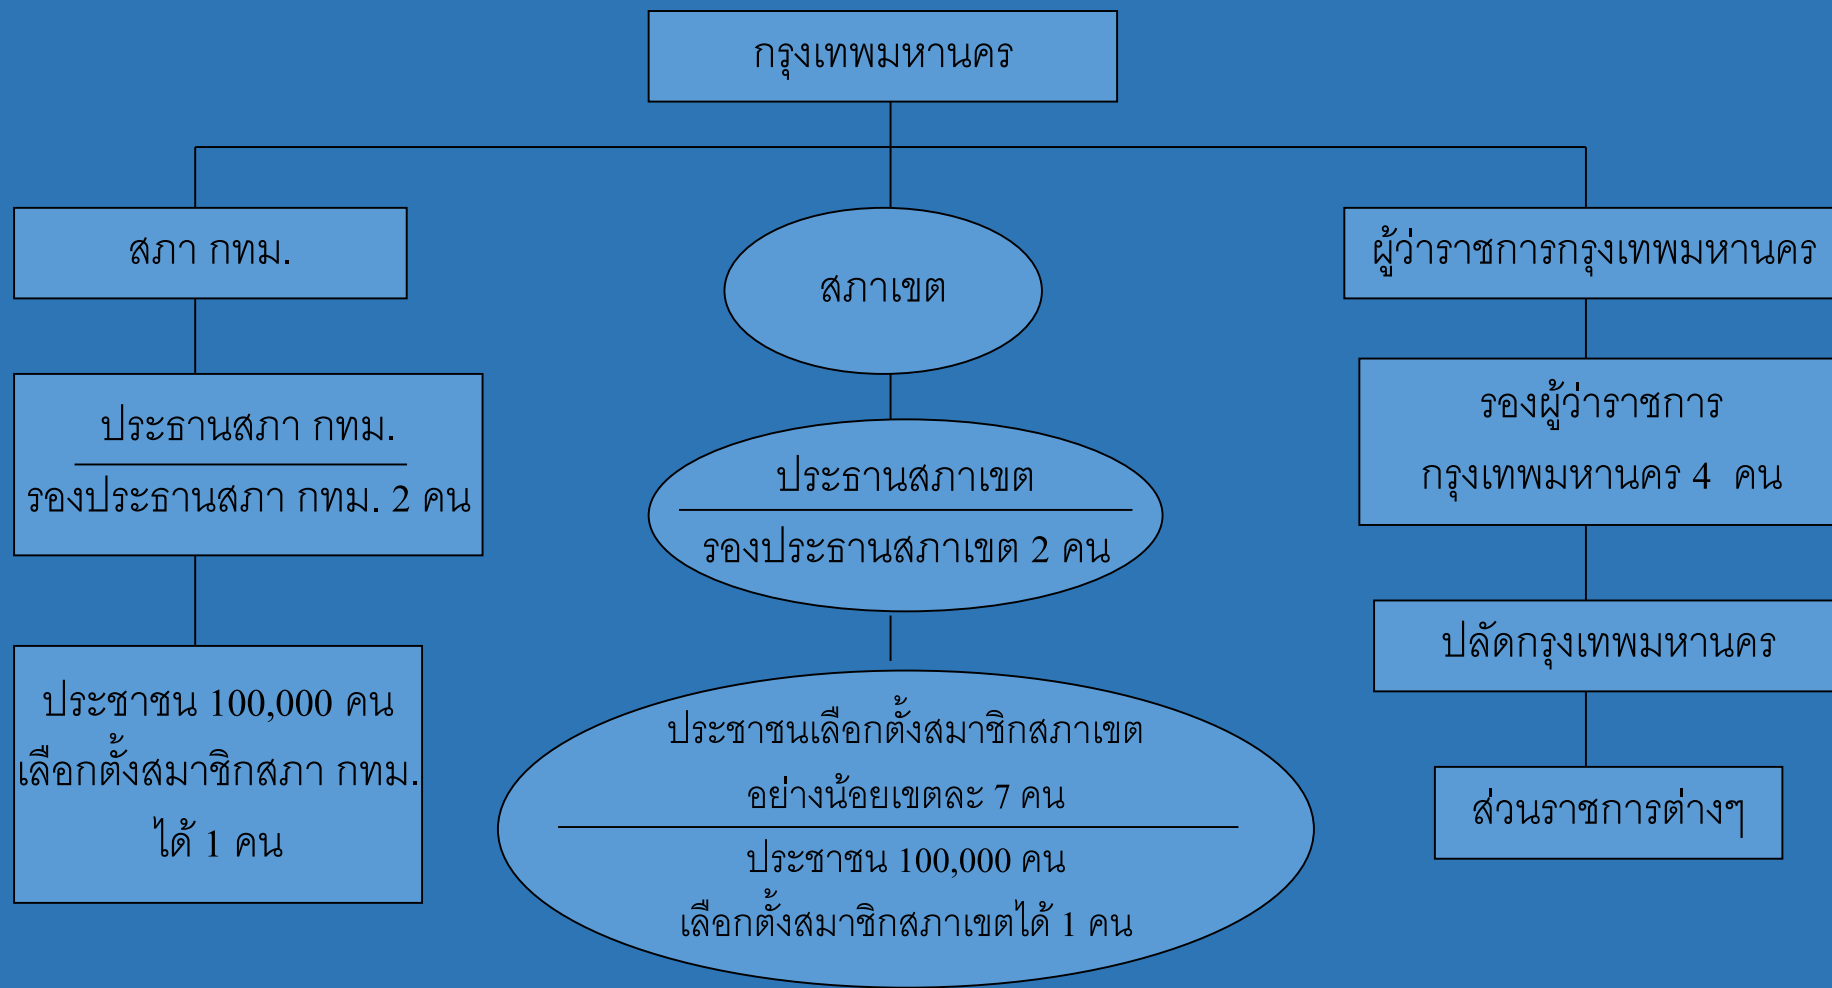 กรุงเทพมหานคร
สภา กทม.
ประธานสภา กทม.
รองประธานสภา กทม. 2 คน
ประชาชน 100,000 คน
เลือกตั้งสมาชิกสภา กทม.
ได้ 1 คน
สภาเขต
ประธานสภาเขต
รองประธานสภาเขต 2 คน
ประชาชนเลือกตั้งสมาชิกสภาเขต
อย่างน้อยเขตละ 7 คน
ประชาชน 100,000 คน
เลือกตั้งสมาชิกสภาเขตได้ 1 คน
ผู้ว่าราชการกรุงเทพมหานคร
รองผู้ว่าราชการ
กรุงเทพมหานคร 4 คน
ปลัดกรุงเทพมหานคร
ส่วนราชการต่างๆ